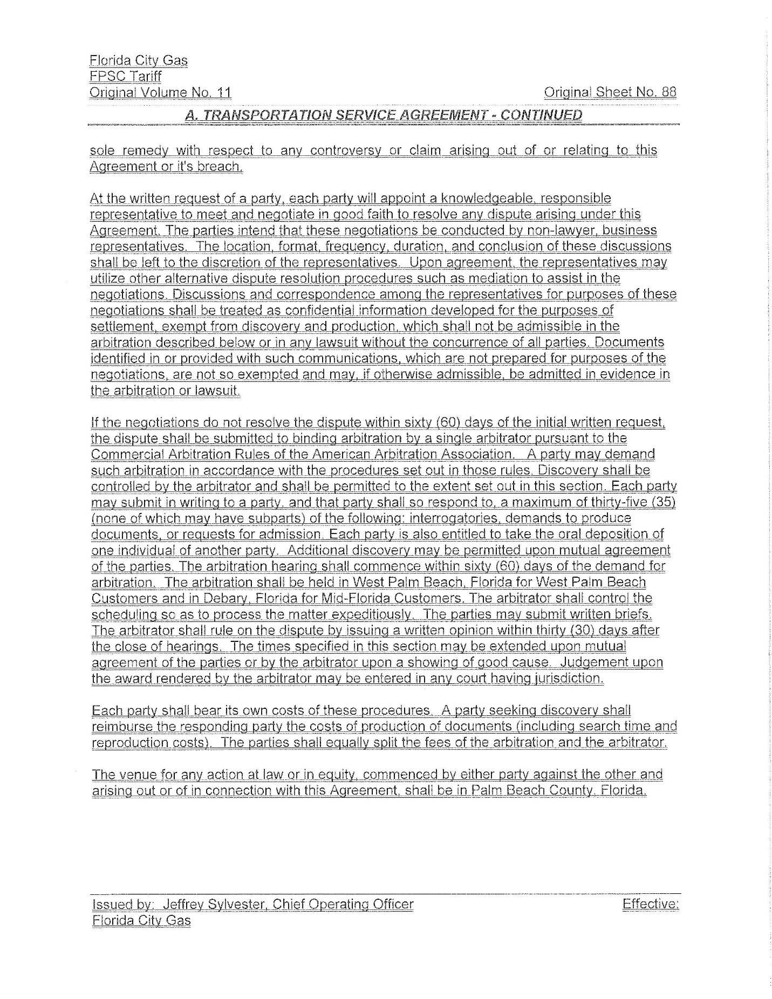 Florida City Gas
FPSC Tariff
Original Volume No. 11 Original Sheet No. 88
A. TRANSPORTATION SERVICE AGREEMENT - CONTINUED
sole remedy with respect to any controversy or claim arising out of or relating to this
Agreement or it's breach.
At the written request of a party, each party will appoint a knowledgeable, responsible
representative to meet and negotiate in good faith to resolve any dispute arising under this
Agreement. The parties intend that these negotiations be conducted by non-lawyer, business
representatives. The location, format, frequency, duration, and conclusion of these discussions
shall be left to the discretion of the representatives. Upon agreement, the representatives may
utilize other alternative dispute resolution procedures such as mediation to assist in the
negotiations. Discussions and correspondence among the representatives for purposes of these
negotiations shall be treated as confidential information developed for the purposes of
settlement, exempt from discovery and production, which shall not be admissible in the
arbitration described below or in any lawsuit without the concurrence of all parties. Documents
identified in or provided with such communications, which are not prepared for purposes of the
negotiations, are not so exempted and may, if otherwise admissible, be admitted in evidence in
the arbitration or lawsuit.
If the negotiations do not resolve the dispute within sixty (60) days of the initial written request,
the dispute shall be submitted to binding arbitration by a single arbitrator pursuant to the
Commercial Arbitration Rules of the American Arbitration Association. A party may demand
such arbitration in accordance with the procedures set out in those rules. Discovery shall be
controlled by the arbitrator and shall be permitted to the extent set out in this section. Each party
may submit in writing to a party, and that party shall so respond to, a maximum of thirty-five (35)
(none of which may have subparts) of the following: interrogatories, demands to produce
documents, or requests for admission. Each party is also entitled to take the oral deposition of
one individual of another party. Additional discovery may be permitted upon mutual agreement
of the parties. The arbitration hearing shall commence within sixty (60) days of the demand for
arbitration. The arbitration shall be held in West Palm Beach, Florida for West Palm Beach
Customers and in Debary, Florida for Mid-Florida Customers. The arbitrator shall control the
scheduling so as to process the matter expeditiously. The parties may submit written briefs.
The arbitrator shall rule on the dispute by issuing a written opinion within thirty (30) days after
the close of hearings. The times specified in this section may be extended upon mutual
agreement of the parties or by the arbitrator upon a showing of good cause. Judgement upon
the award rendered by the arbitrator may be entered in any court having jurisdiction.
Each party shall bear its own costs of these procedures. A party seeking discovery shall
reimburse the responding party the costs of production of documents (including search time and
reproduction costs). The parties shall equally split the fees of the arbitration and the arbitrator.
The venue for any action at law or in equity, commenced by either party against the other and
arising out or of in connection with this Agreement, shall be in Palm Beach County, Florida.
Issued by: Jeffrey Sylvester, Chief Operating Officer Effective:
Florida City Gas